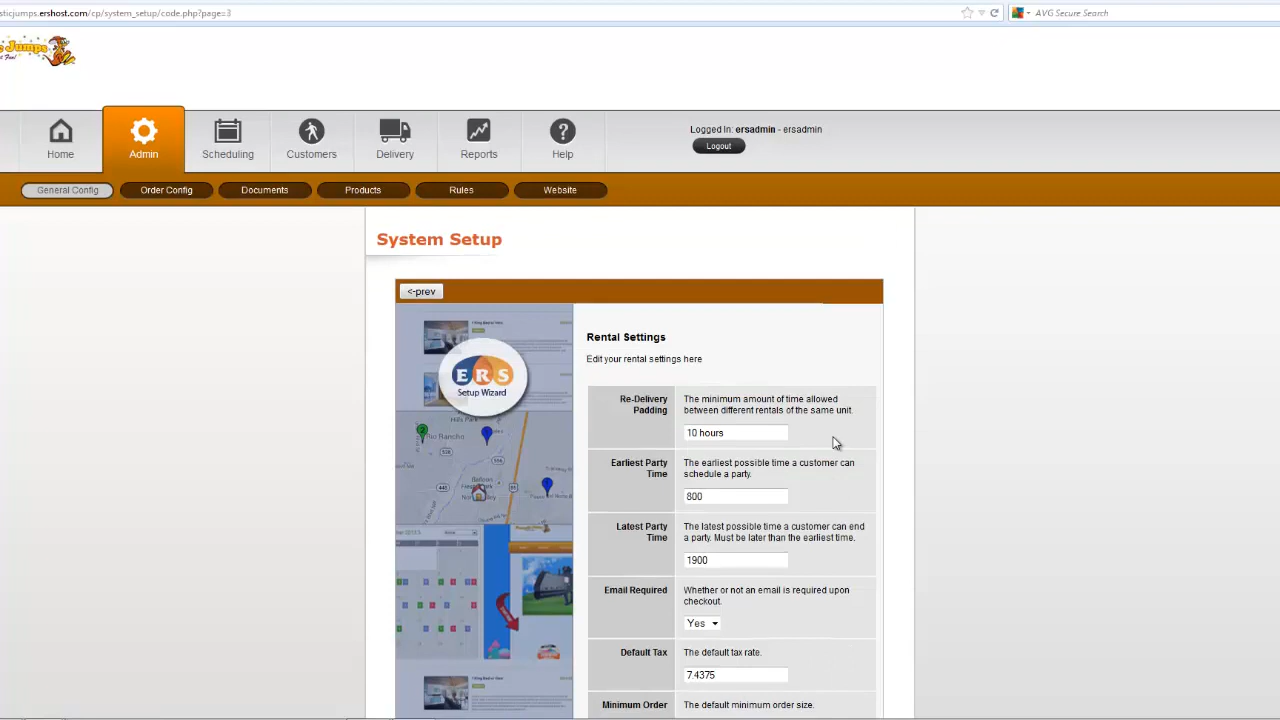 sticjumps.ershost.com/cp/system_setup/code.php?page=3
AVG Secure Search
Jumps
Home
Admin
Scheduling
Customers
Delivery
Reports
Help
Logged In: ersadmin - ersadmin
Logout
General Config
Order Config
Documents
Products
Rules
Website
System Setup
<-prev
ERS
Setup Wizard
Rio Rancho
Rental Settings
Edit your rental settings here
Re-Delivery
Padding
The minimum amount of time allowed
between different rentals of the same unit.
10 hours
Earliest Party
Time
The earliest possible time a customer can
schedule a party.
800
Latest Party
Time
The latest possible time a customer can end
a party. Must be later than the earliest time.
1900
Email Required
Whether or not an email is required upon
checkout.
Yes
Default Tax
The default tax rate.
7.4375
Minimum Order
The default minimum order size.